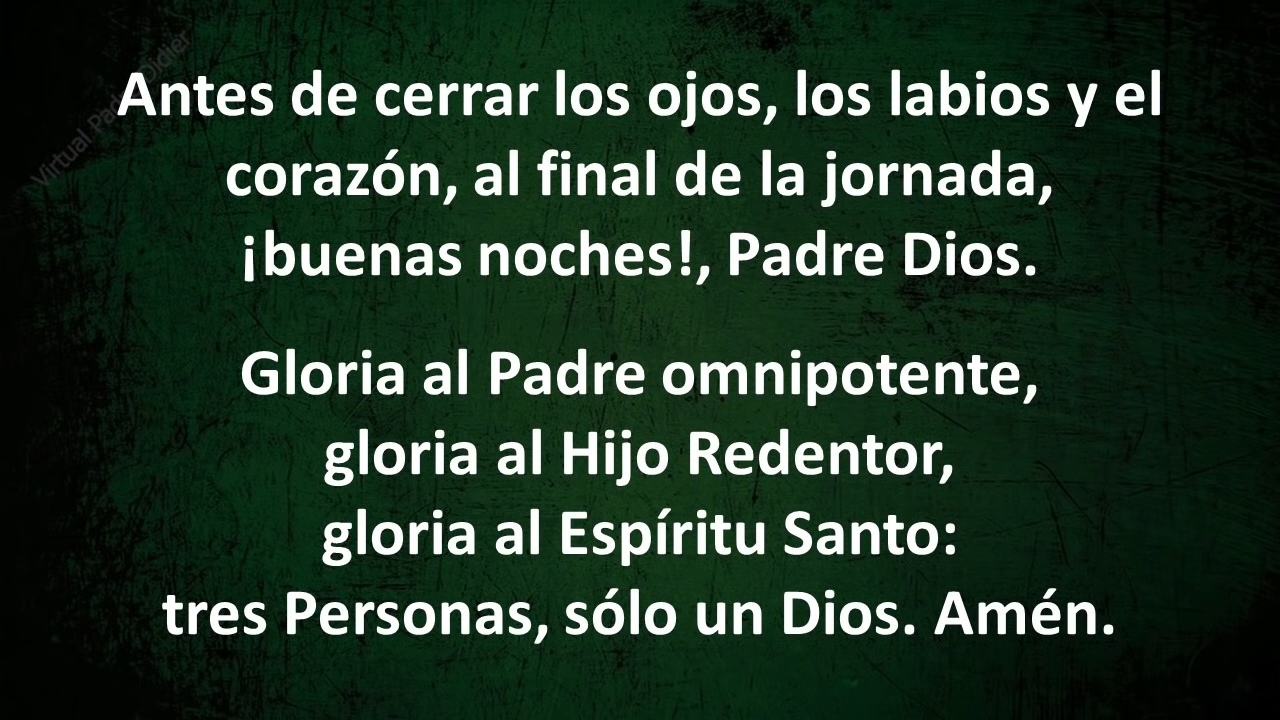 Antes de cerrar los ojos, los labios y el
corazón, al final de la jornada,
¡buenas noches!, Padre Dios.
Gloria al Padre omnipotente,
gloria al Hijo Redentor,
gloria al Espíritu Santo:
tres Personas, sólo un Dios. Amén.
Virtual